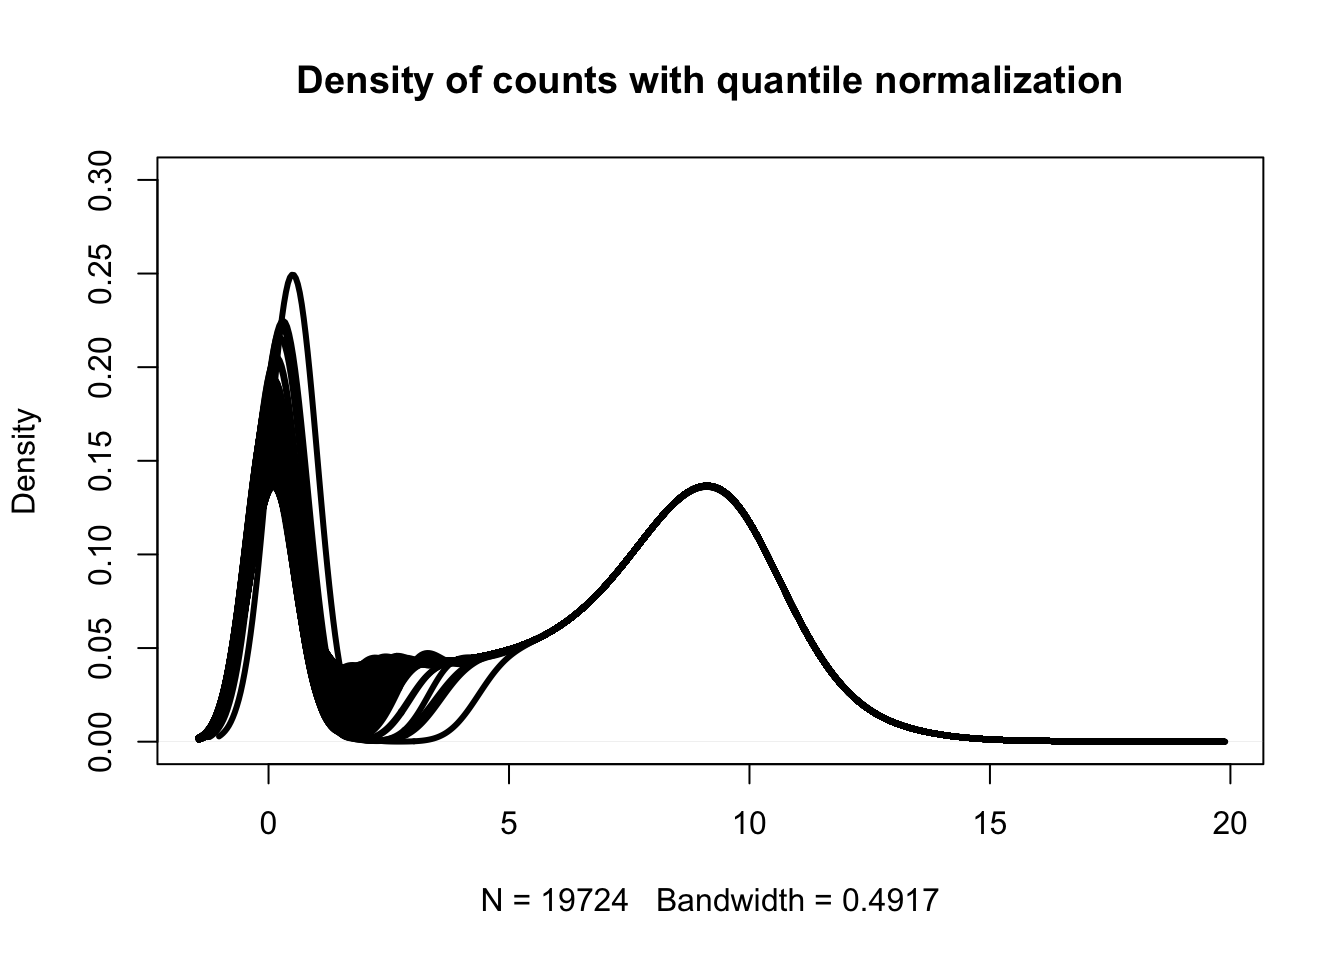 Density of counts with quantile normalization
Density
0.30
0.25
0.20
0.15
0.10
0.05
0.00
0 5 10 15 20
N = 19724 Bandwidth = 0.4917